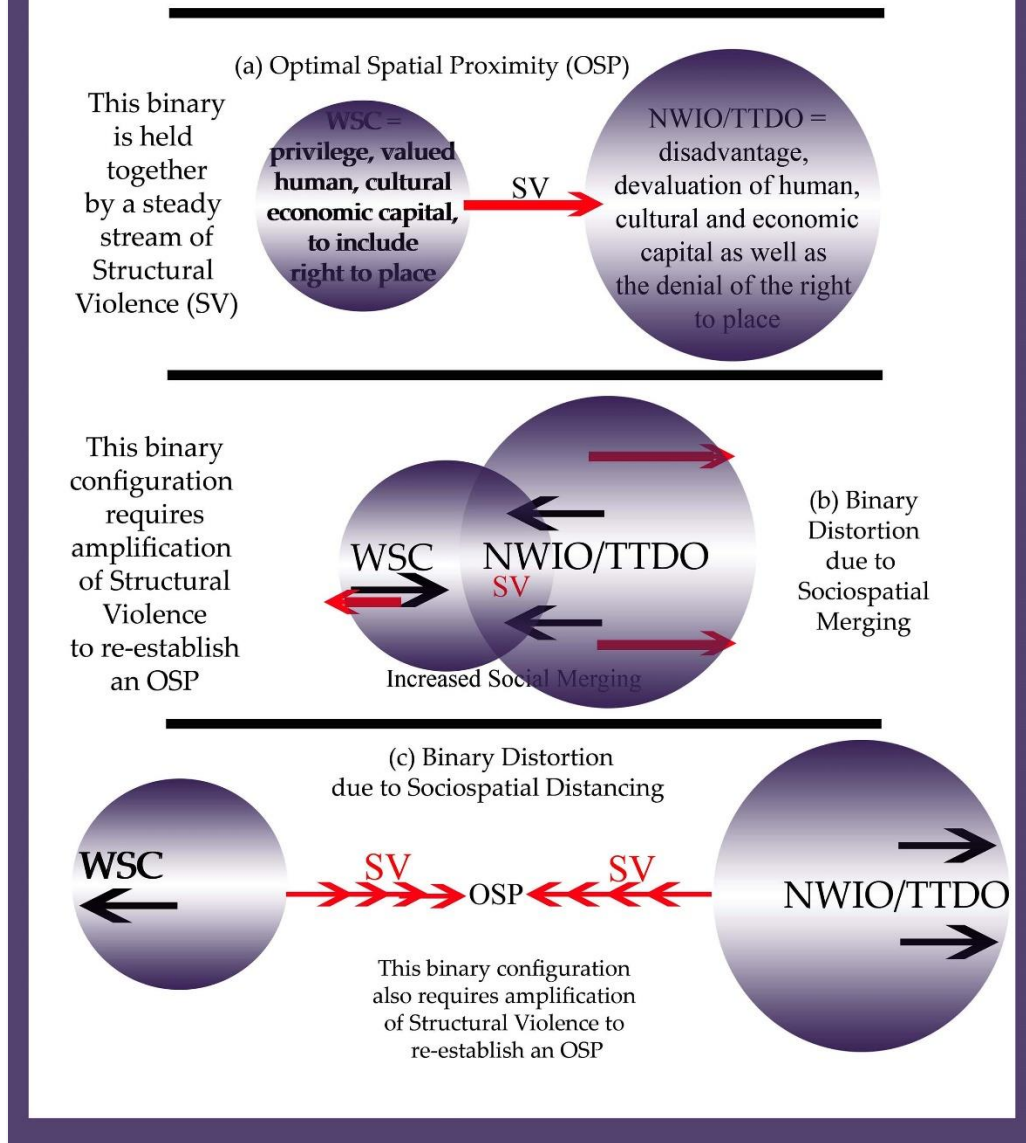 (a) Optimal Spatial Proximity (OSP)
This binary
is held
together
by a steady
stream of
Structural
Violence (SV)
WSC =
privilege, valued
human, cultural
economic capital,
to include
right to place
SV
NWIO/TTDO =
disadvantage,
devaluation of human,
cultural and economic
capital as well as
the denial of the right
to place
This binary
configuration
requires
amplification
of Structural
Violence
to re-establish
an OSP
WSC
NWIO/TTDO
SV
Increased Social Merging
(b) Binary
Distortion
due to
Sociospatial
Merging
(c) Binary Distortion
due to Sociospatial Distancing
WSC
SV
OSP
SV
NWIO/TTDO
This binary configuration
also requires amplification
of Structural Violence to
re-establish an OSP